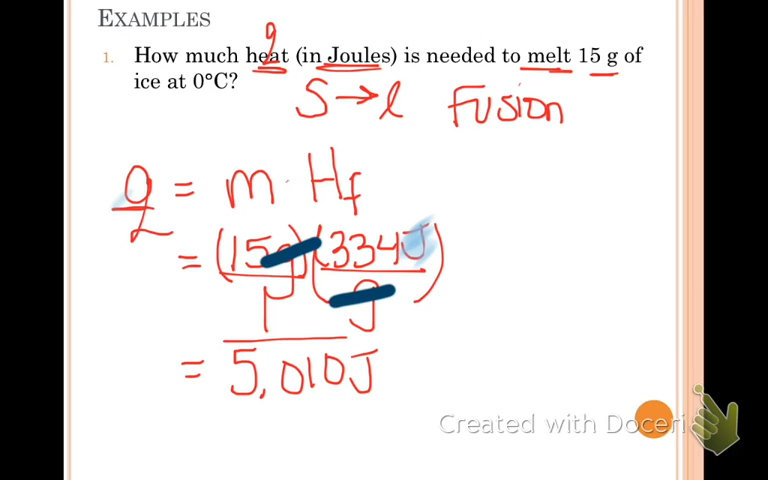 EXAMPLES
q
1. How much heat (in Joules) is needed to melt 15 g of
ice at 0°C?
S → l Fusion
q = m · Hf
= (15g) (334J)
1 g
= 5,010J
Created with Doceri